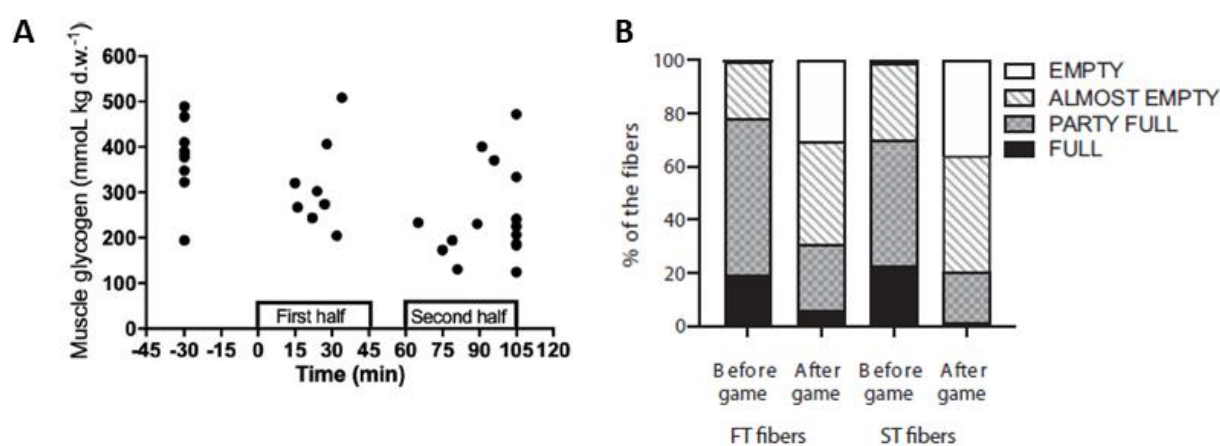 A
Muscle glycogen (mmoL kg d.w.-¹)
600
500
400
300
200
100
0
First half
Second half
-45 -30 -15 0 15 30 45 60 75 90 105 120
Time (min)
B
% of the fibers
100
80
60
40
20
0
EMPTY
ALMOST EMPTY
PARTY FULL
FULL
Before After Before After
game game game game
FT fibers ST fibers